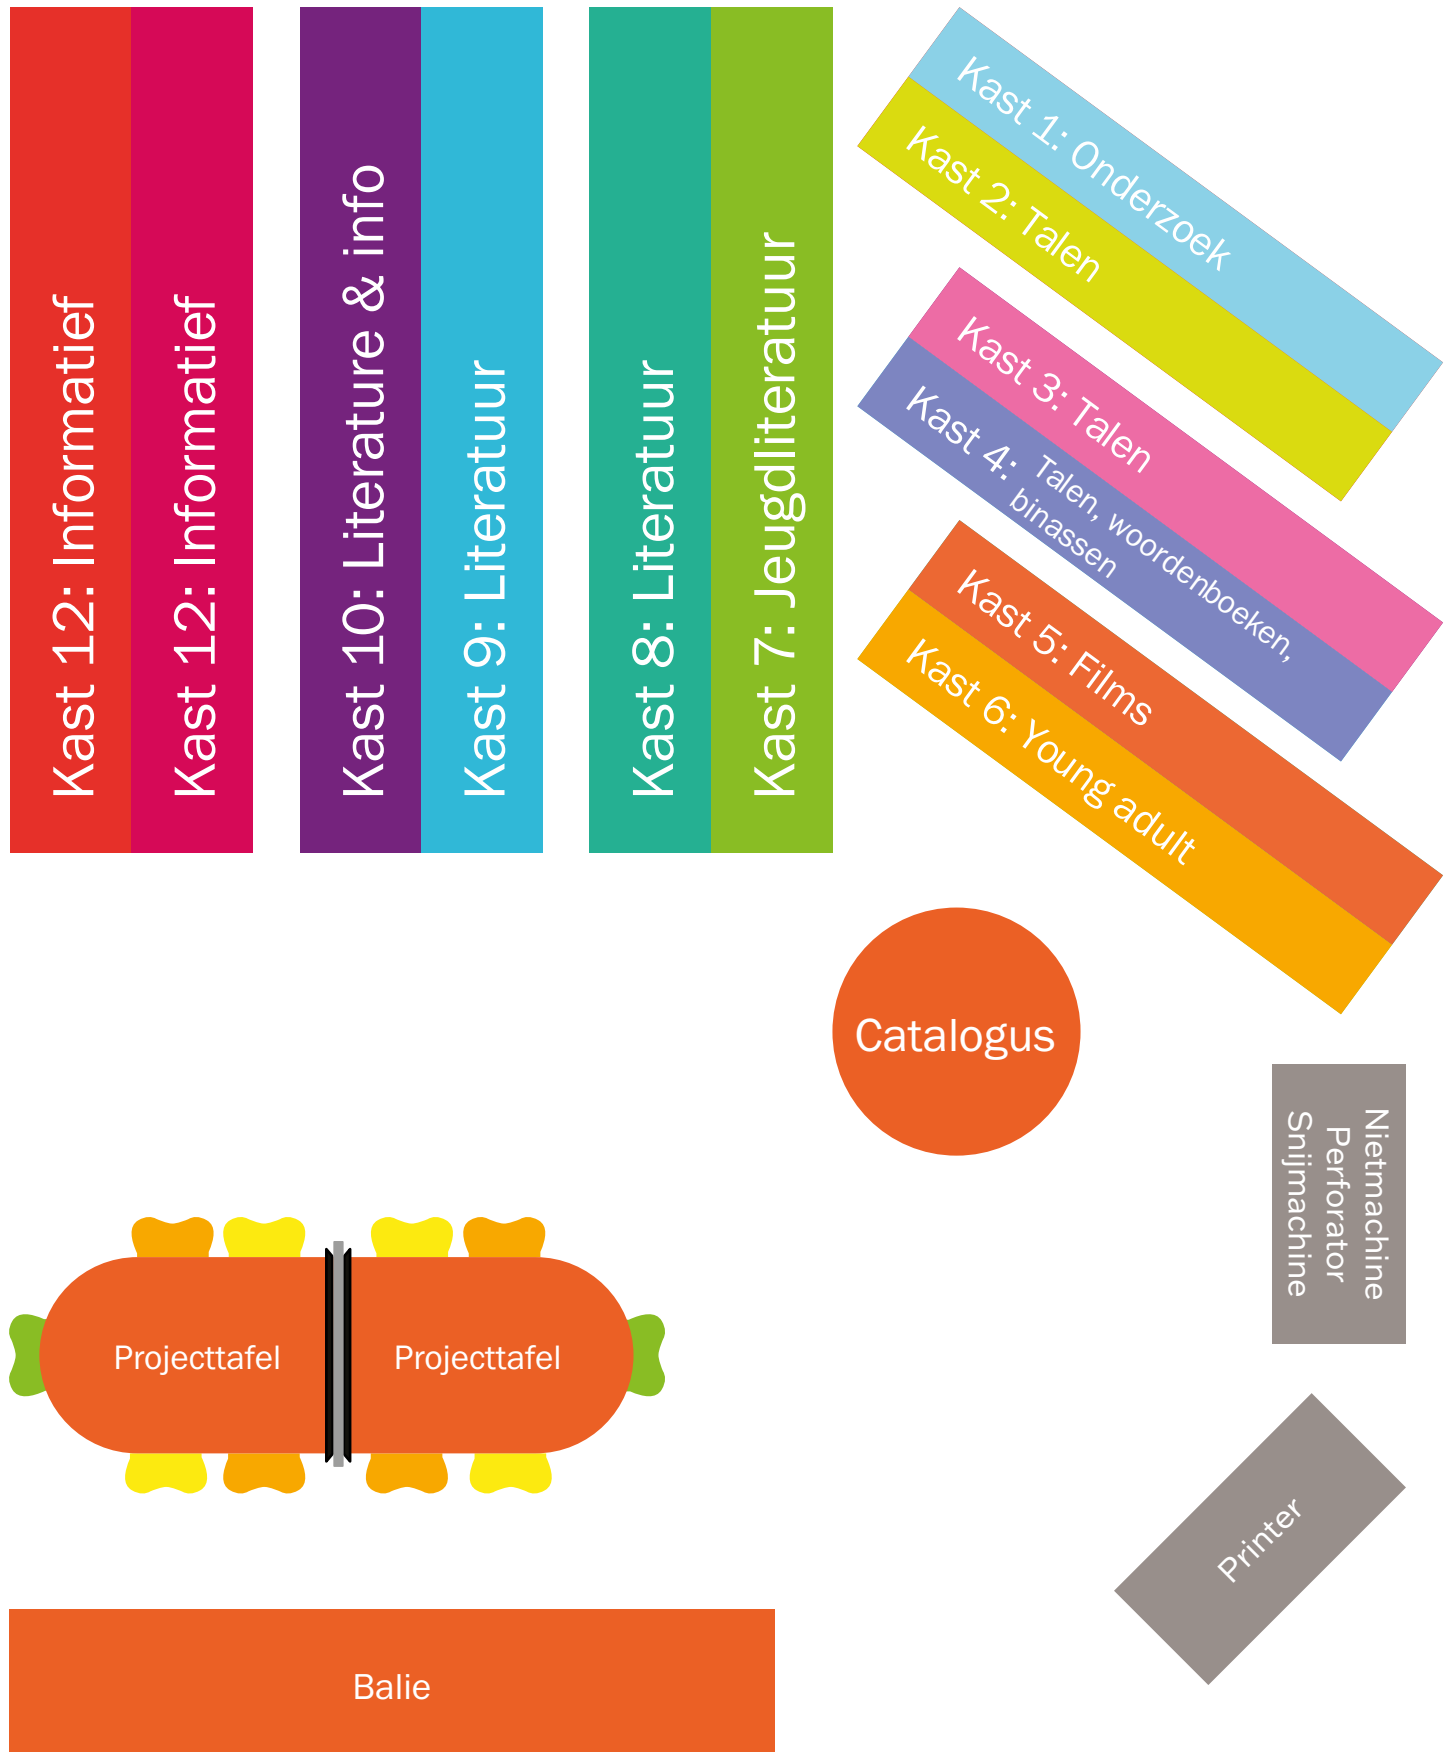 Kast 12: Informatief
Kast 12: Informatief
Kast 10: Literature & info
Kast 9: Literatuur
Kast 8: Literatuur
Kast 7: Jeugdliteratuur
Kast 1: Onderzoek
Kast 2: Talen
Kast 3: Talen
Kast 4: Talen, woordenboeken,
binassen
Kast 5: Films
Kast 6: Young adult
Catalogus
Nietmachine
Perforator
Snijmachine
Projecttafel
Projecttafel
Printer
Balie